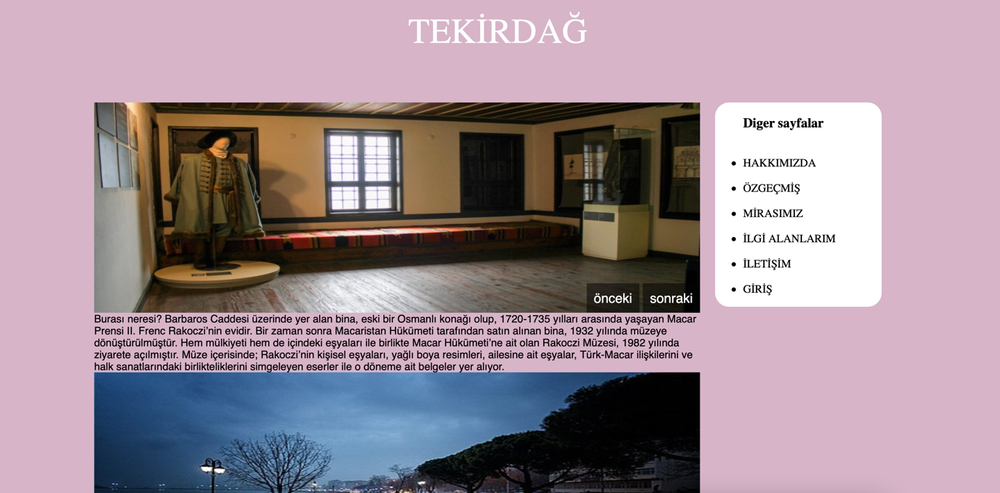 TEKİRDAĞ
önceki
sonraki
Burası neresi? Barbaros Caddesi üzerinde yer alan bina, eski bir Osmanlı konağı olup, 1720-1735 yılları arasında yaşayan Macar
Prensi II. Frenc Rakoczi’nin evidir. Bir zaman sonra Macaristan Hükümeti tarafından satın alınan bina, 1932 yılında müzeye
dönüştürülmüştür. Hem mülkiyeti hem de içindeki eşyaları ile birlikte Macar Hükümeti’ne ait olan Rakoczi Müzesi, 1982 yılında
ziyarete açılmıştır. Müze içerisinde; Rakoczi’nin kişisel eşyaları, yağlı boya resimleri, ailesine ait eşyalar, Türk-Macar ilişkilerini ve
halk sanatlarındaki birlikteliklerini simgeleyen eserler ile o döneme ait belgeler yer alıyor.
Diger sayfalar
HAKKIMIZDA
ÖZGEÇMİŞ
MİRASIMIZ
İLGİ ALANLARIM
İLETİŞİM
GİRİŞ